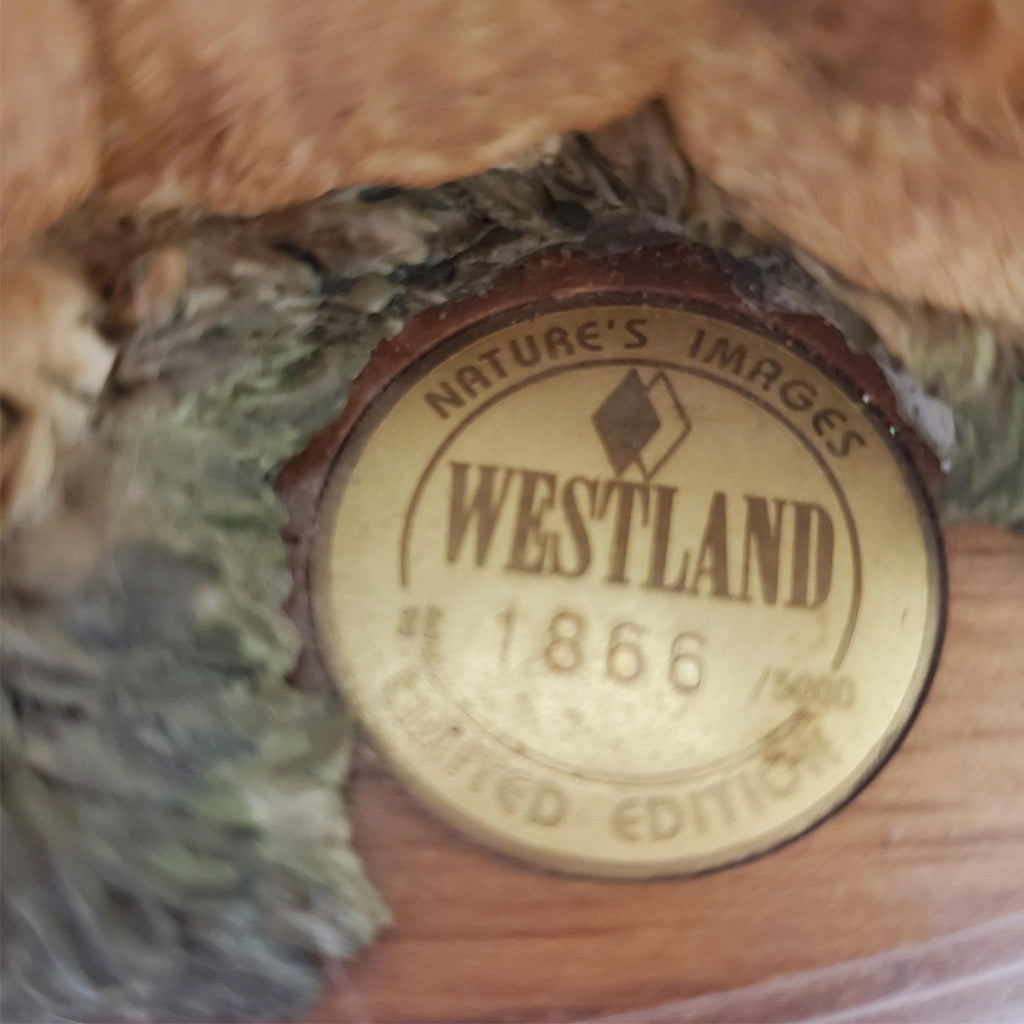 NATURE'S IMAGES
WESTLAND
1866
/5000
LIMITED EDITION